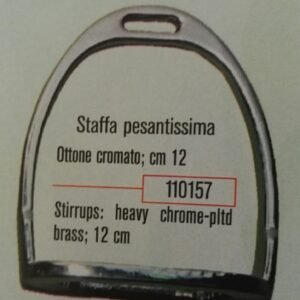 Staffa pesantissima
Ottone cromato; cm 12
110157
Stirrups: heavy chrome-pltd
brass; 12 cm